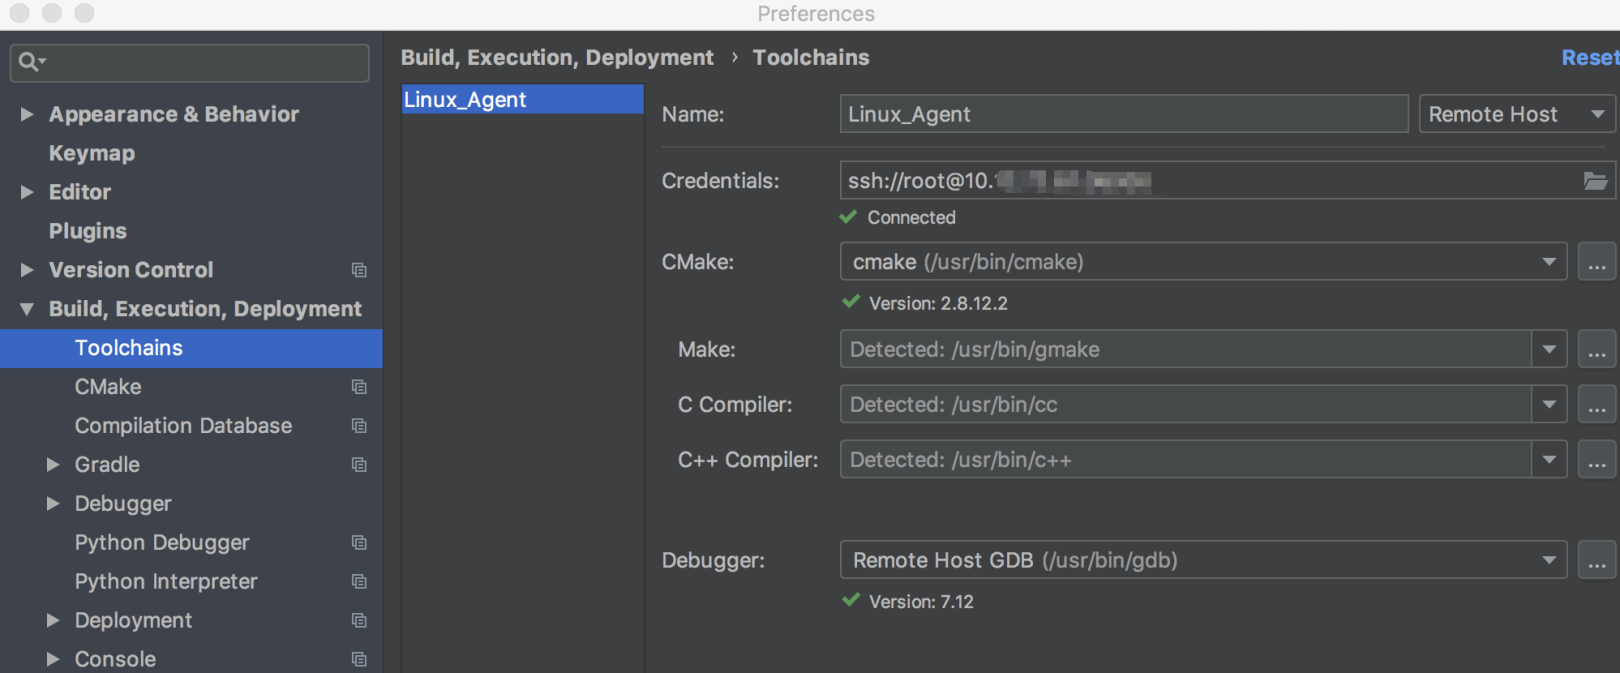 Preferences
Appearance & Behavior
Keymap
Editor
Plugins
Version Control
Build, Execution, Deployment
Toolchains
CMake
Compilation Database
Gradle
Debugger
Python Debugger
Python Interpreter
Deployment
Console
Build, Execution, Deployment › Toolchains
Reset
Linux_Agent
Name: Linux_Agent Remote Host
Credentials: ssh://root@10.
Connected
CMake: cmake (/usr/bin/cmake) ...
Version: 2.8.12.2
Make: Detected: /usr/bin/gmake ...
C Compiler: Detected: /usr/bin/cc ...
C++ Compiler: Detected: /usr/bin/c++ ...
Debugger: Remote Host GDB (/usr/bin/gdb) ...
Version: 7.12